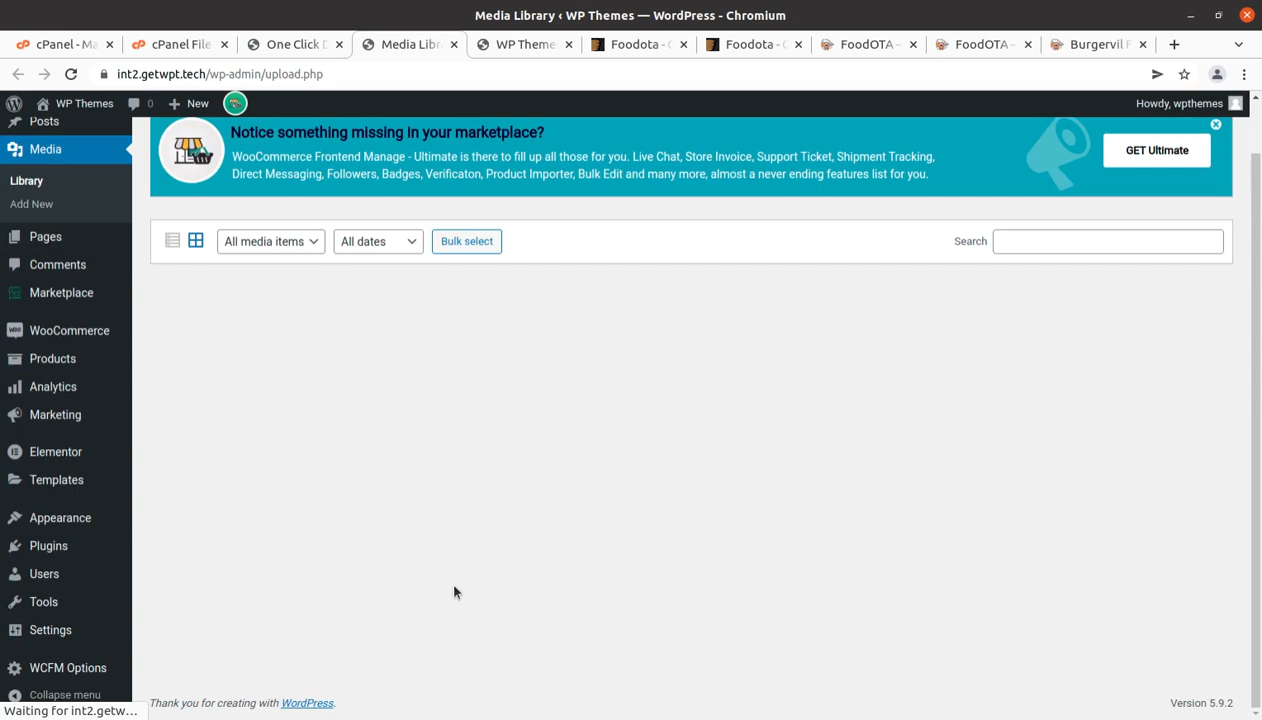 Media Library ‹ WP Themes — WordPress - Chromium
cPanel - Ma
cPanel File
One Click D
Media Libr
WP Theme
Foodota - C
Foodota - C
FoodOTA –
FoodOTA –
Burgervil F
int2.getwpt.tech/wp-admin/upload.php
WP Themes
0
New
Howdy, wpthemes
Posts
Media
Library
Add New
Pages
Comments
Marketplace
WooCommerce
Products
Analytics
Marketing
Elementor
Templates
Appearance
Plugins
Users
Tools
Settings
WCFM Options
Collapse menu
Waiting for int2.getw...
Notice something missing in your marketplace?
WooCommerce Frontend Manage - Ultimate is there to fill up all those for you. Live Chat, Store Invoice, Support Ticket, Shipment Tracking,
Direct Messaging, Followers, Badges, Verificaton, Product Importer, Bulk Edit and many more, almost a never ending features list for you.
GET Ultimate
All media items
All dates
Bulk select
Search
Thank you for creating with WordPress.
Version 5.9.2